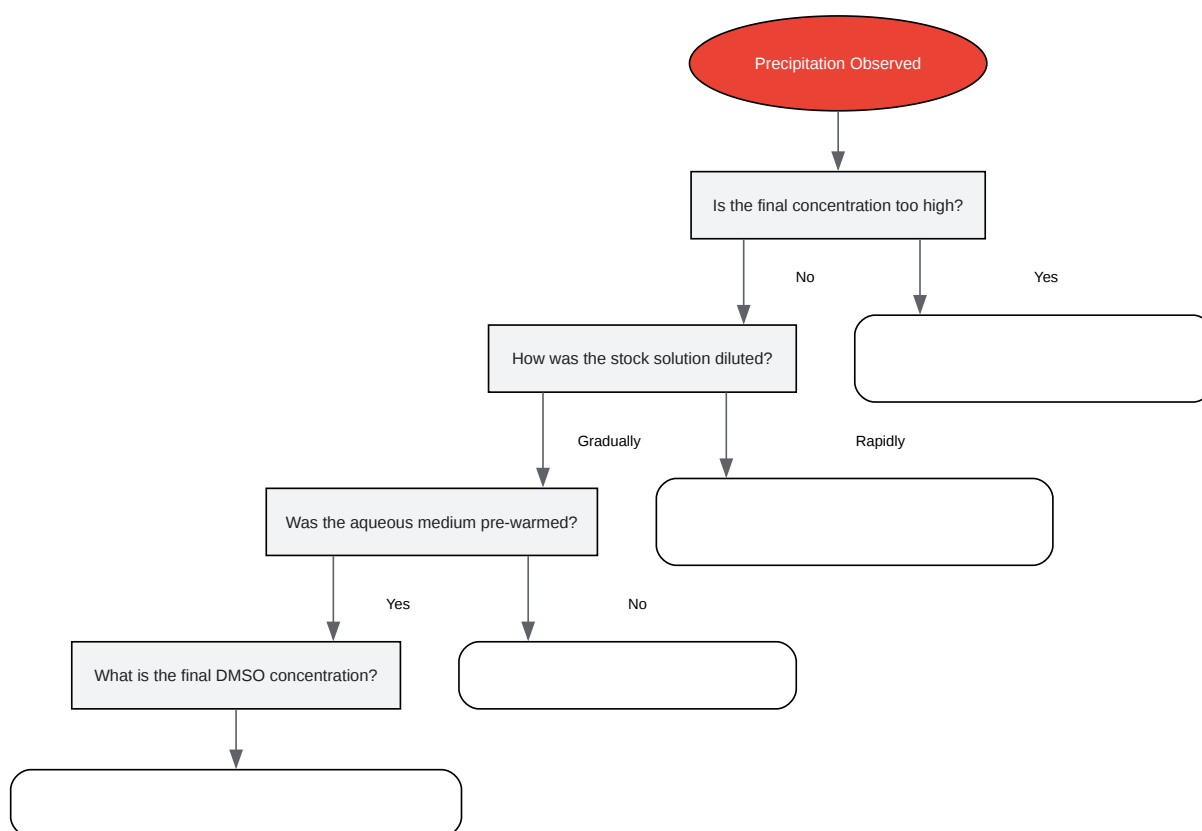 Precipitation Observed
Is the final concentration too high?
No
Yes
How was the stock solution diluted?
Gradually
Rapidly
Was the aqueous medium pre-warmed?
Yes
No
What is the final DMSO concentration?